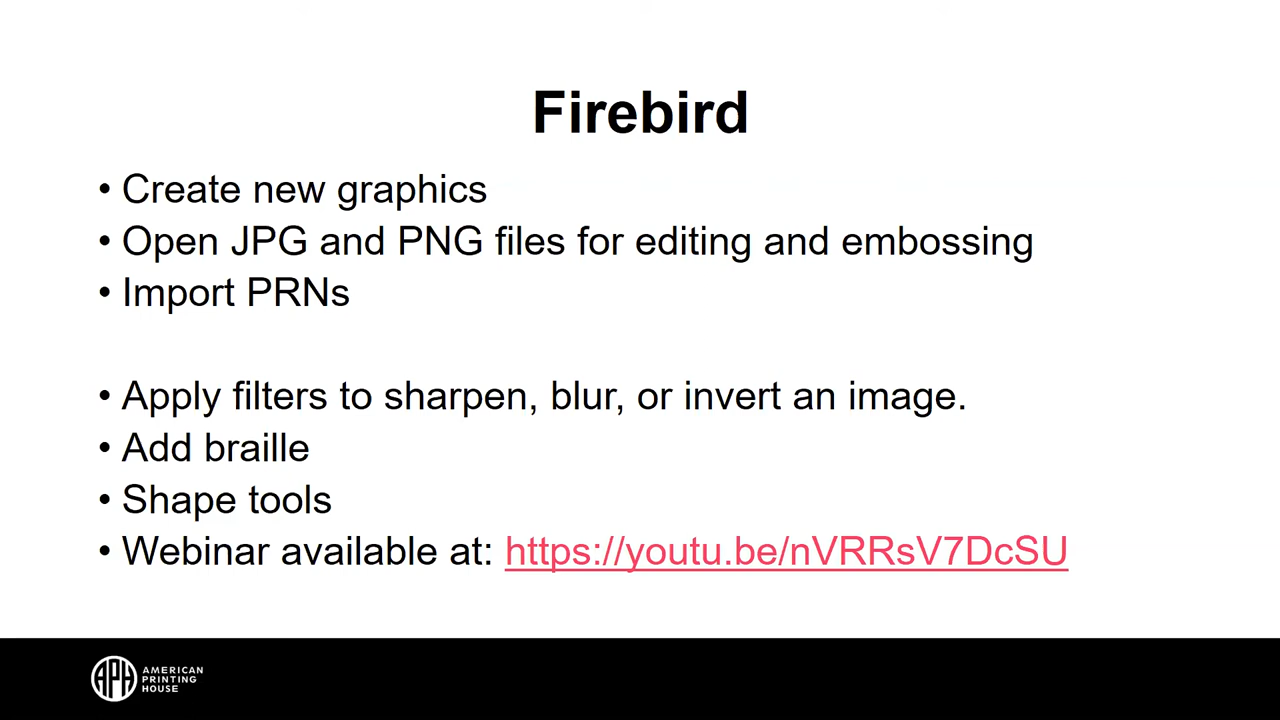 Firebird
• Create new graphics
• Open JPG and PNG files for editing and embossing
• Import PRNs
• Apply filters to sharpen, blur, or invert an image.
• Add braille
• Shape tools
• Webinar available at: https://youtu.be/nVRRsV7DcSU
APH
AMERICAN
PRINTING
HOUSE